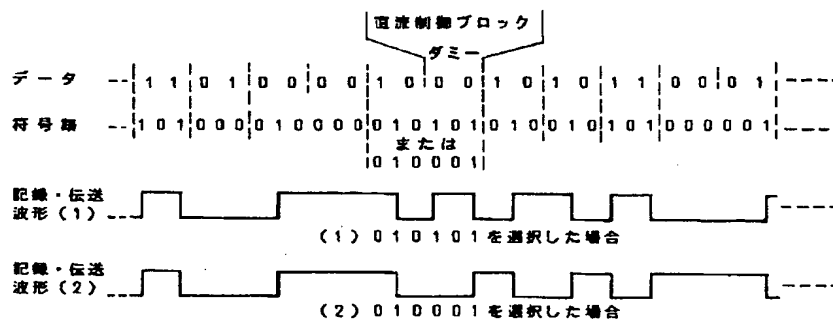 直流制御ブロック
ダミー
データ 1 1 0 1 0 0 0 0 1 0 0 0 1 0 1 0 1 1 0 0 0 1
符号語 1 0 1 0 0 0 0 1 0 0 0 0 0 1 0 1 0 1 0 1 0 0 1 0 1 0 1 0 0 0 0 0 1
または
0 1 0 0 0 1
記録・伝送
波形(1)
(1) 0 1 0 1 0 1 を選択した場合
記録・伝送
波形(2)
(2) 0 1 0 0 0 1 を選択した場合